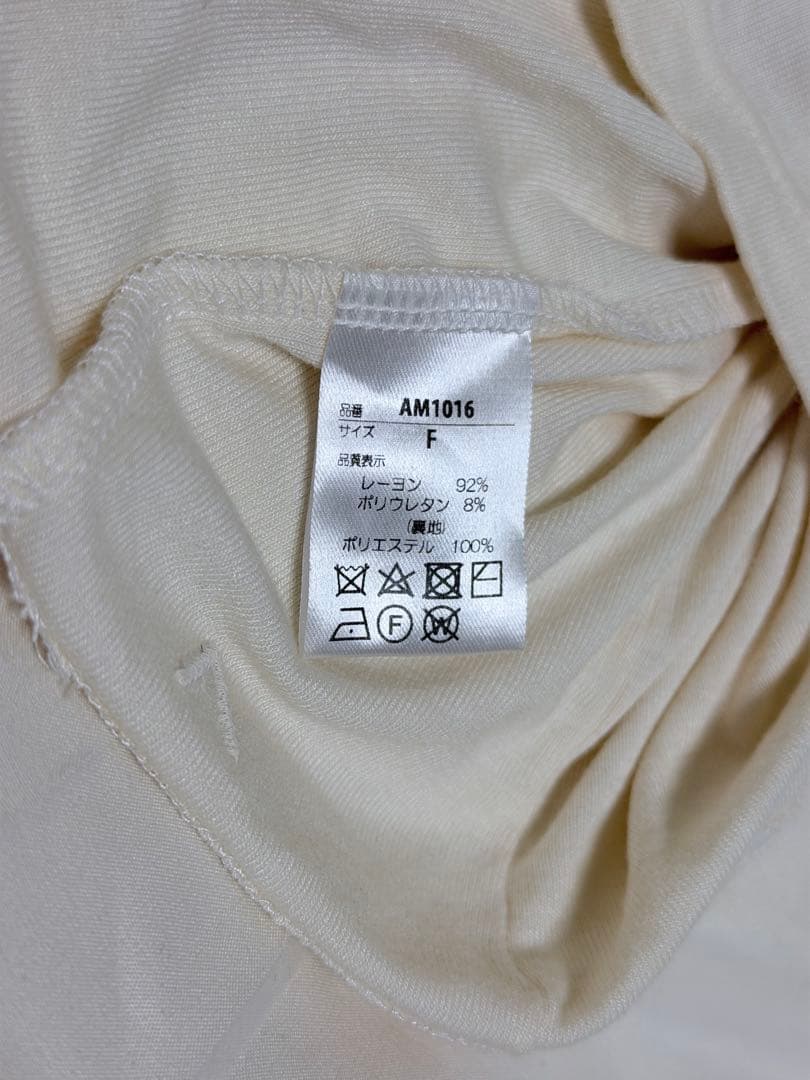 品番 AM1016
サイズ F
品質表示
レーヨン 92%
ポリウレタン 8%
(裏地)
ポリエステル 100%
F
W